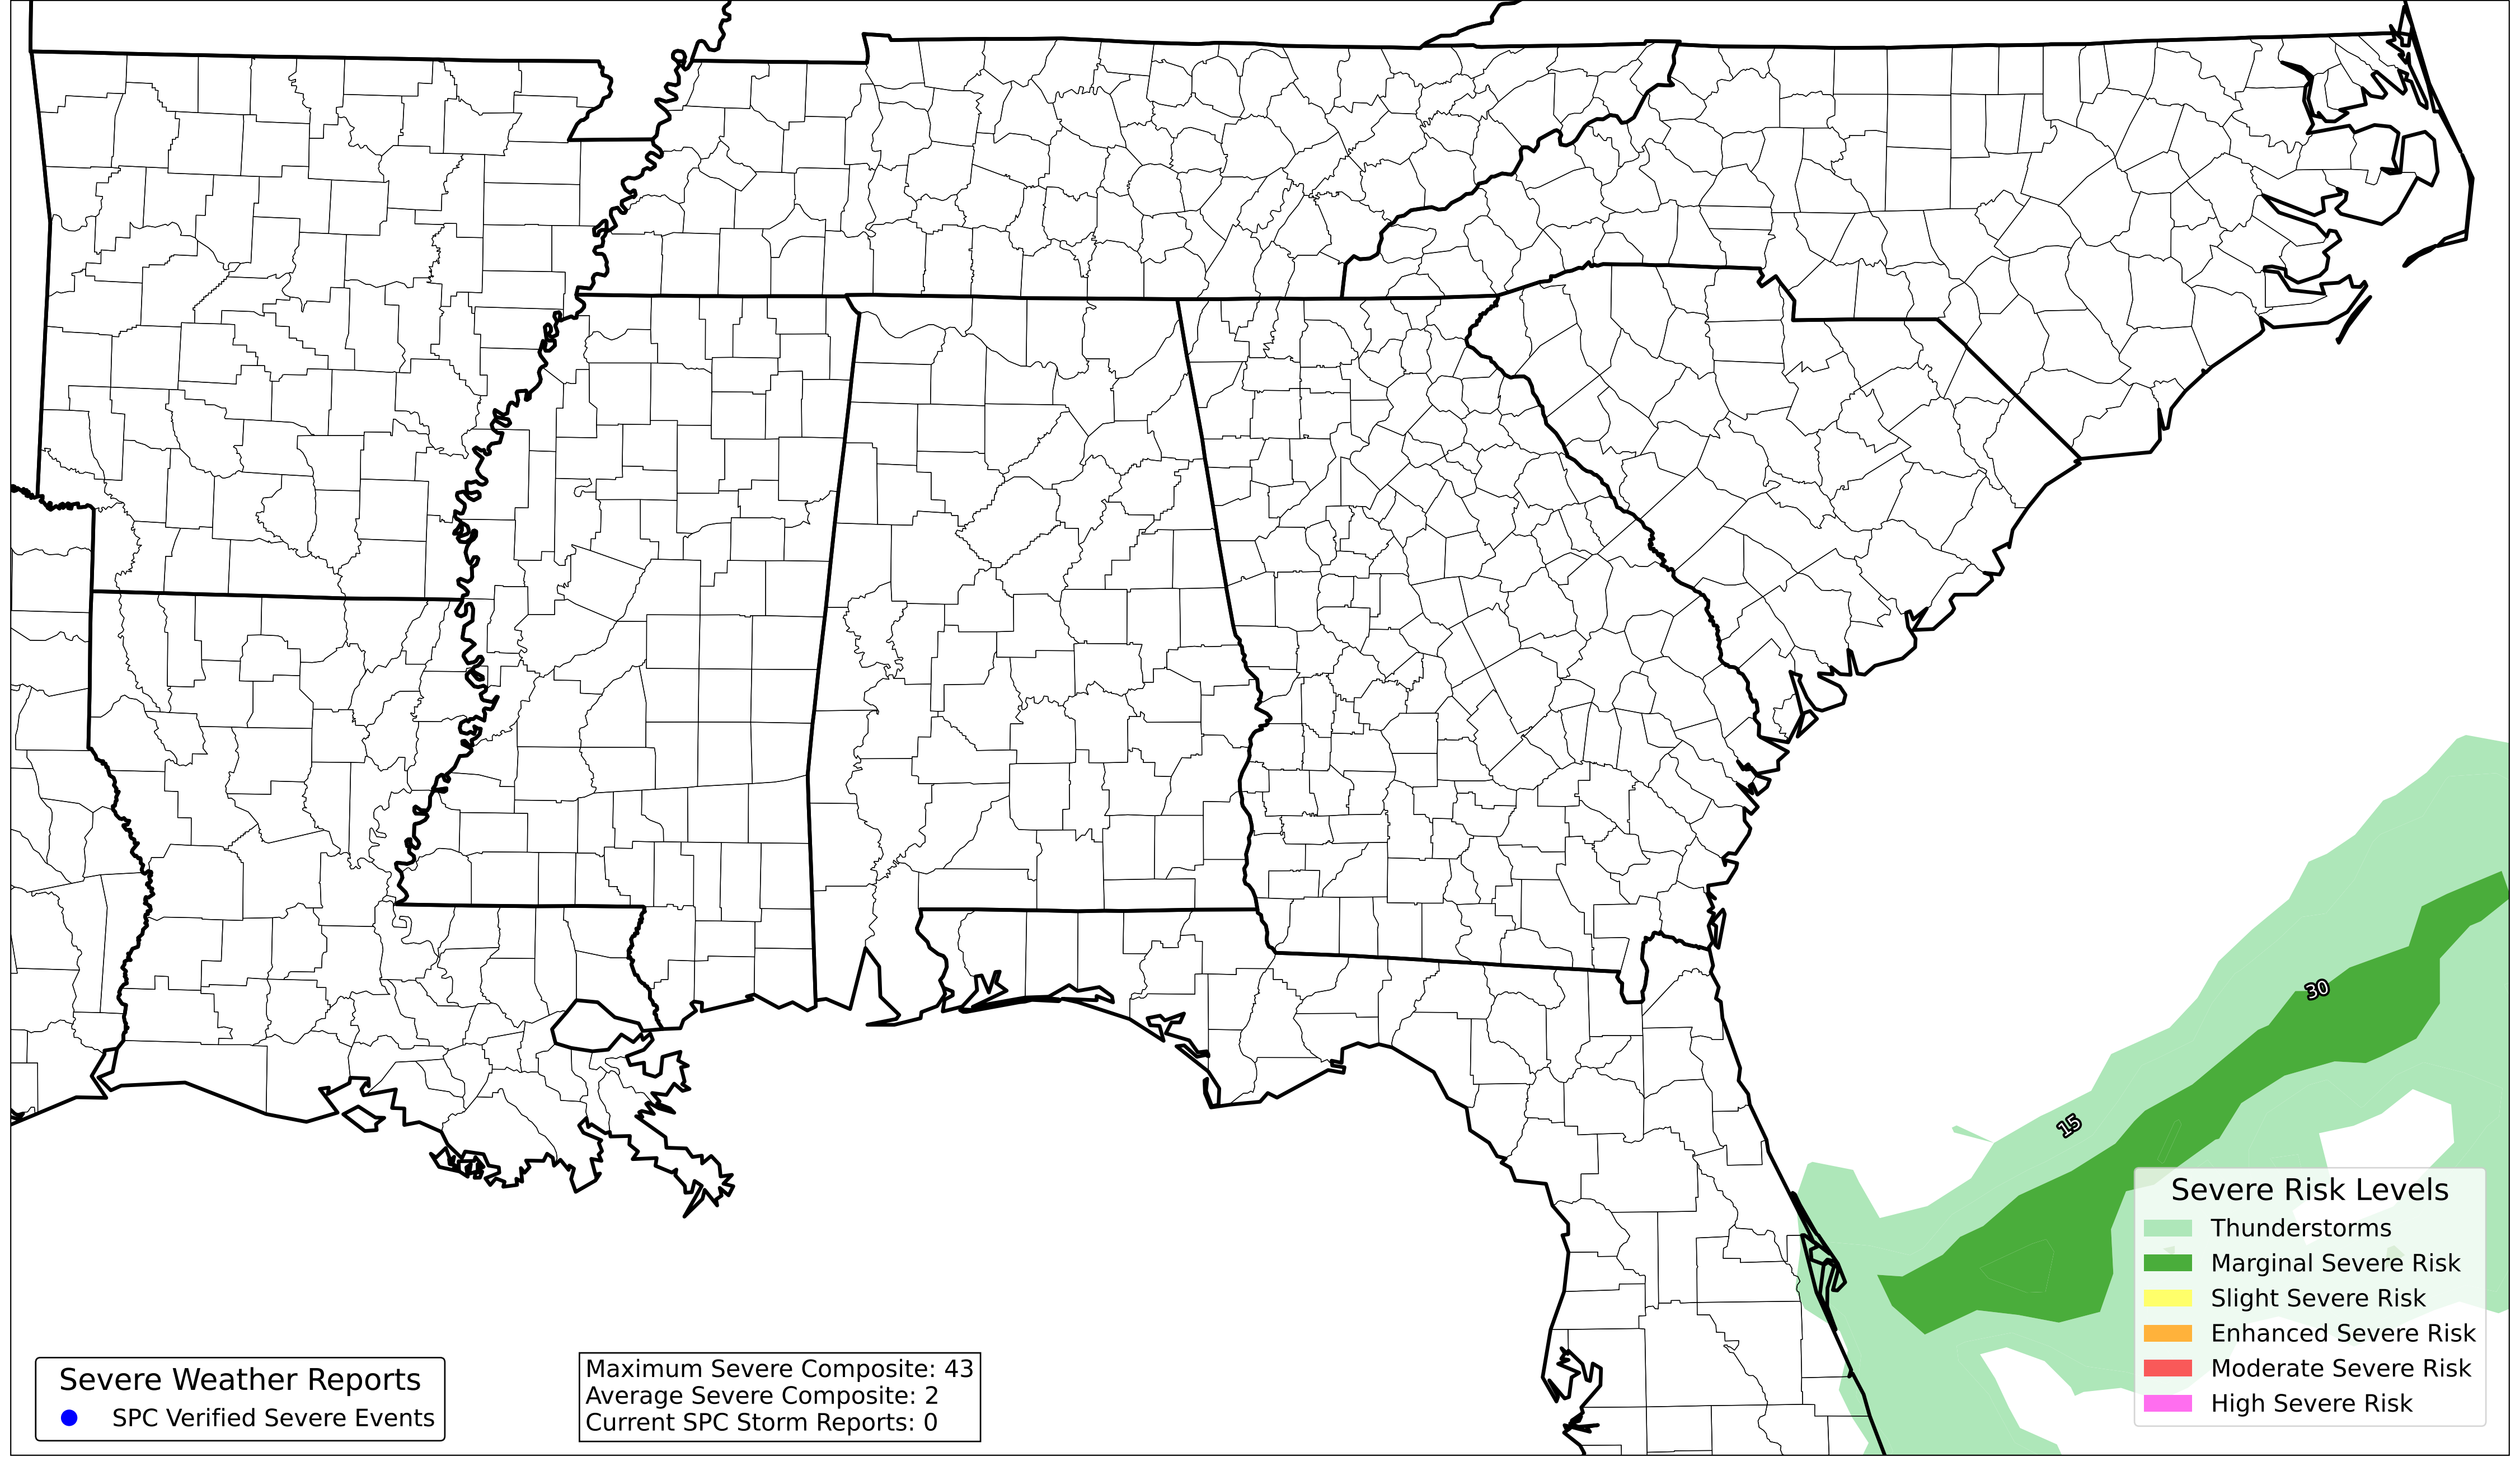 30
15
Severe Risk Levels
Thunderstorms
Marginal Severe Risk
Slight Severe Risk
Enhanced Severe Risk
Moderate Severe Risk
High Severe Risk
Severe Weather Reports
SPC Verified Severe Events
Maximum Severe Composite: 43
Average Severe Composite: 2
Current SPC Storm Reports: 0